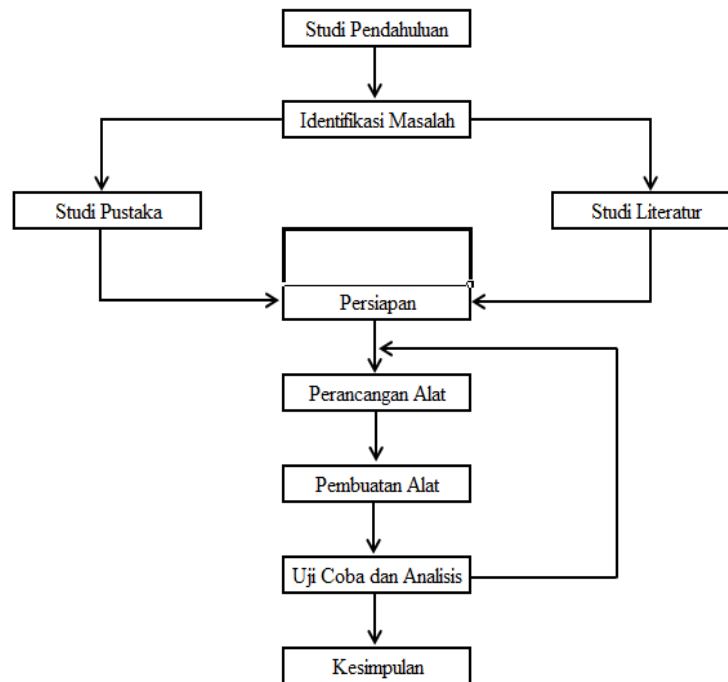 Studi Pendahuluan
Identifikasi Masalah
Studi Pustaka
Studi Literatur
Persiapan
Perancangan Alat
Pembuatan Alat
Uji Coba dan Analisis
Kesimpulan